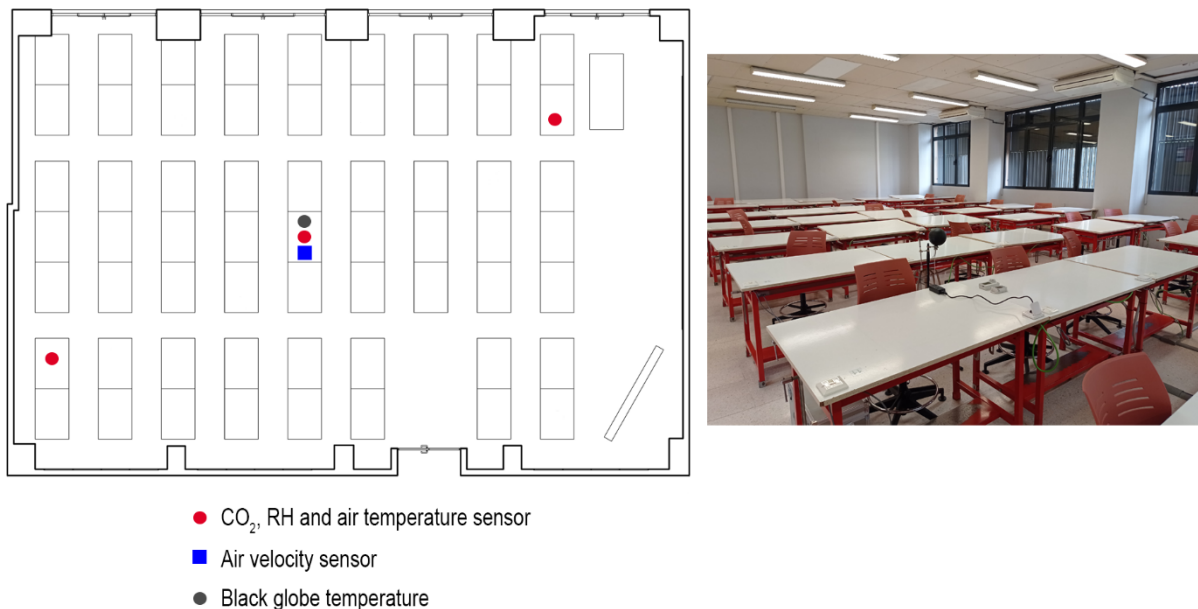 CO₂, RH and air temperature sensor
Air velocity sensor
Black globe temperature